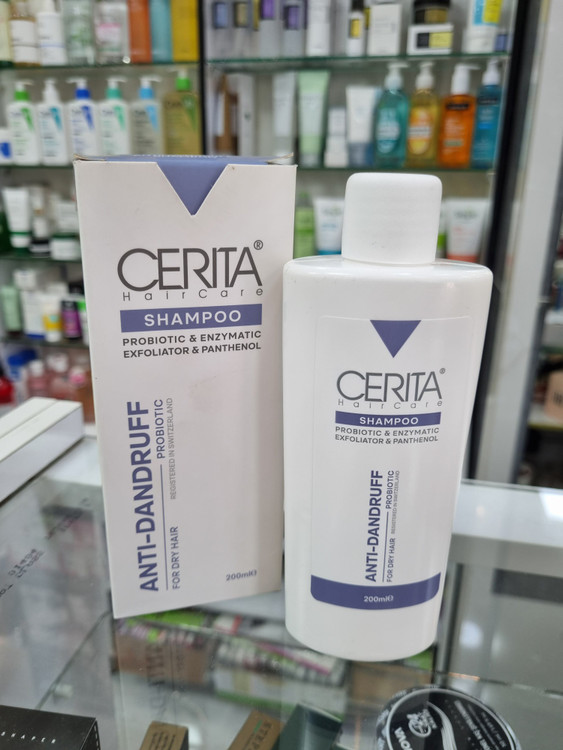 CERITA®
HairCare
SHAMPOO
PROBIOTIC & ENZYMATIC
EXFOLIATOR & PANTHENOL
ANTI-DANDRUFF
PROBIOTIC
REGISTERED IN SWITZERLAND
FOR DRY HAIR
200ml℮
CERITA®
HairCare
SHAMPOO
PROBIOTIC & ENZYMATIC
EXFOLIATOR & PANTHENOL
ANTI-DANDRUFF
PROBIOTIC
REGISTERED IN SWITZERLAND
FOR DRY HAIR
200ml℮